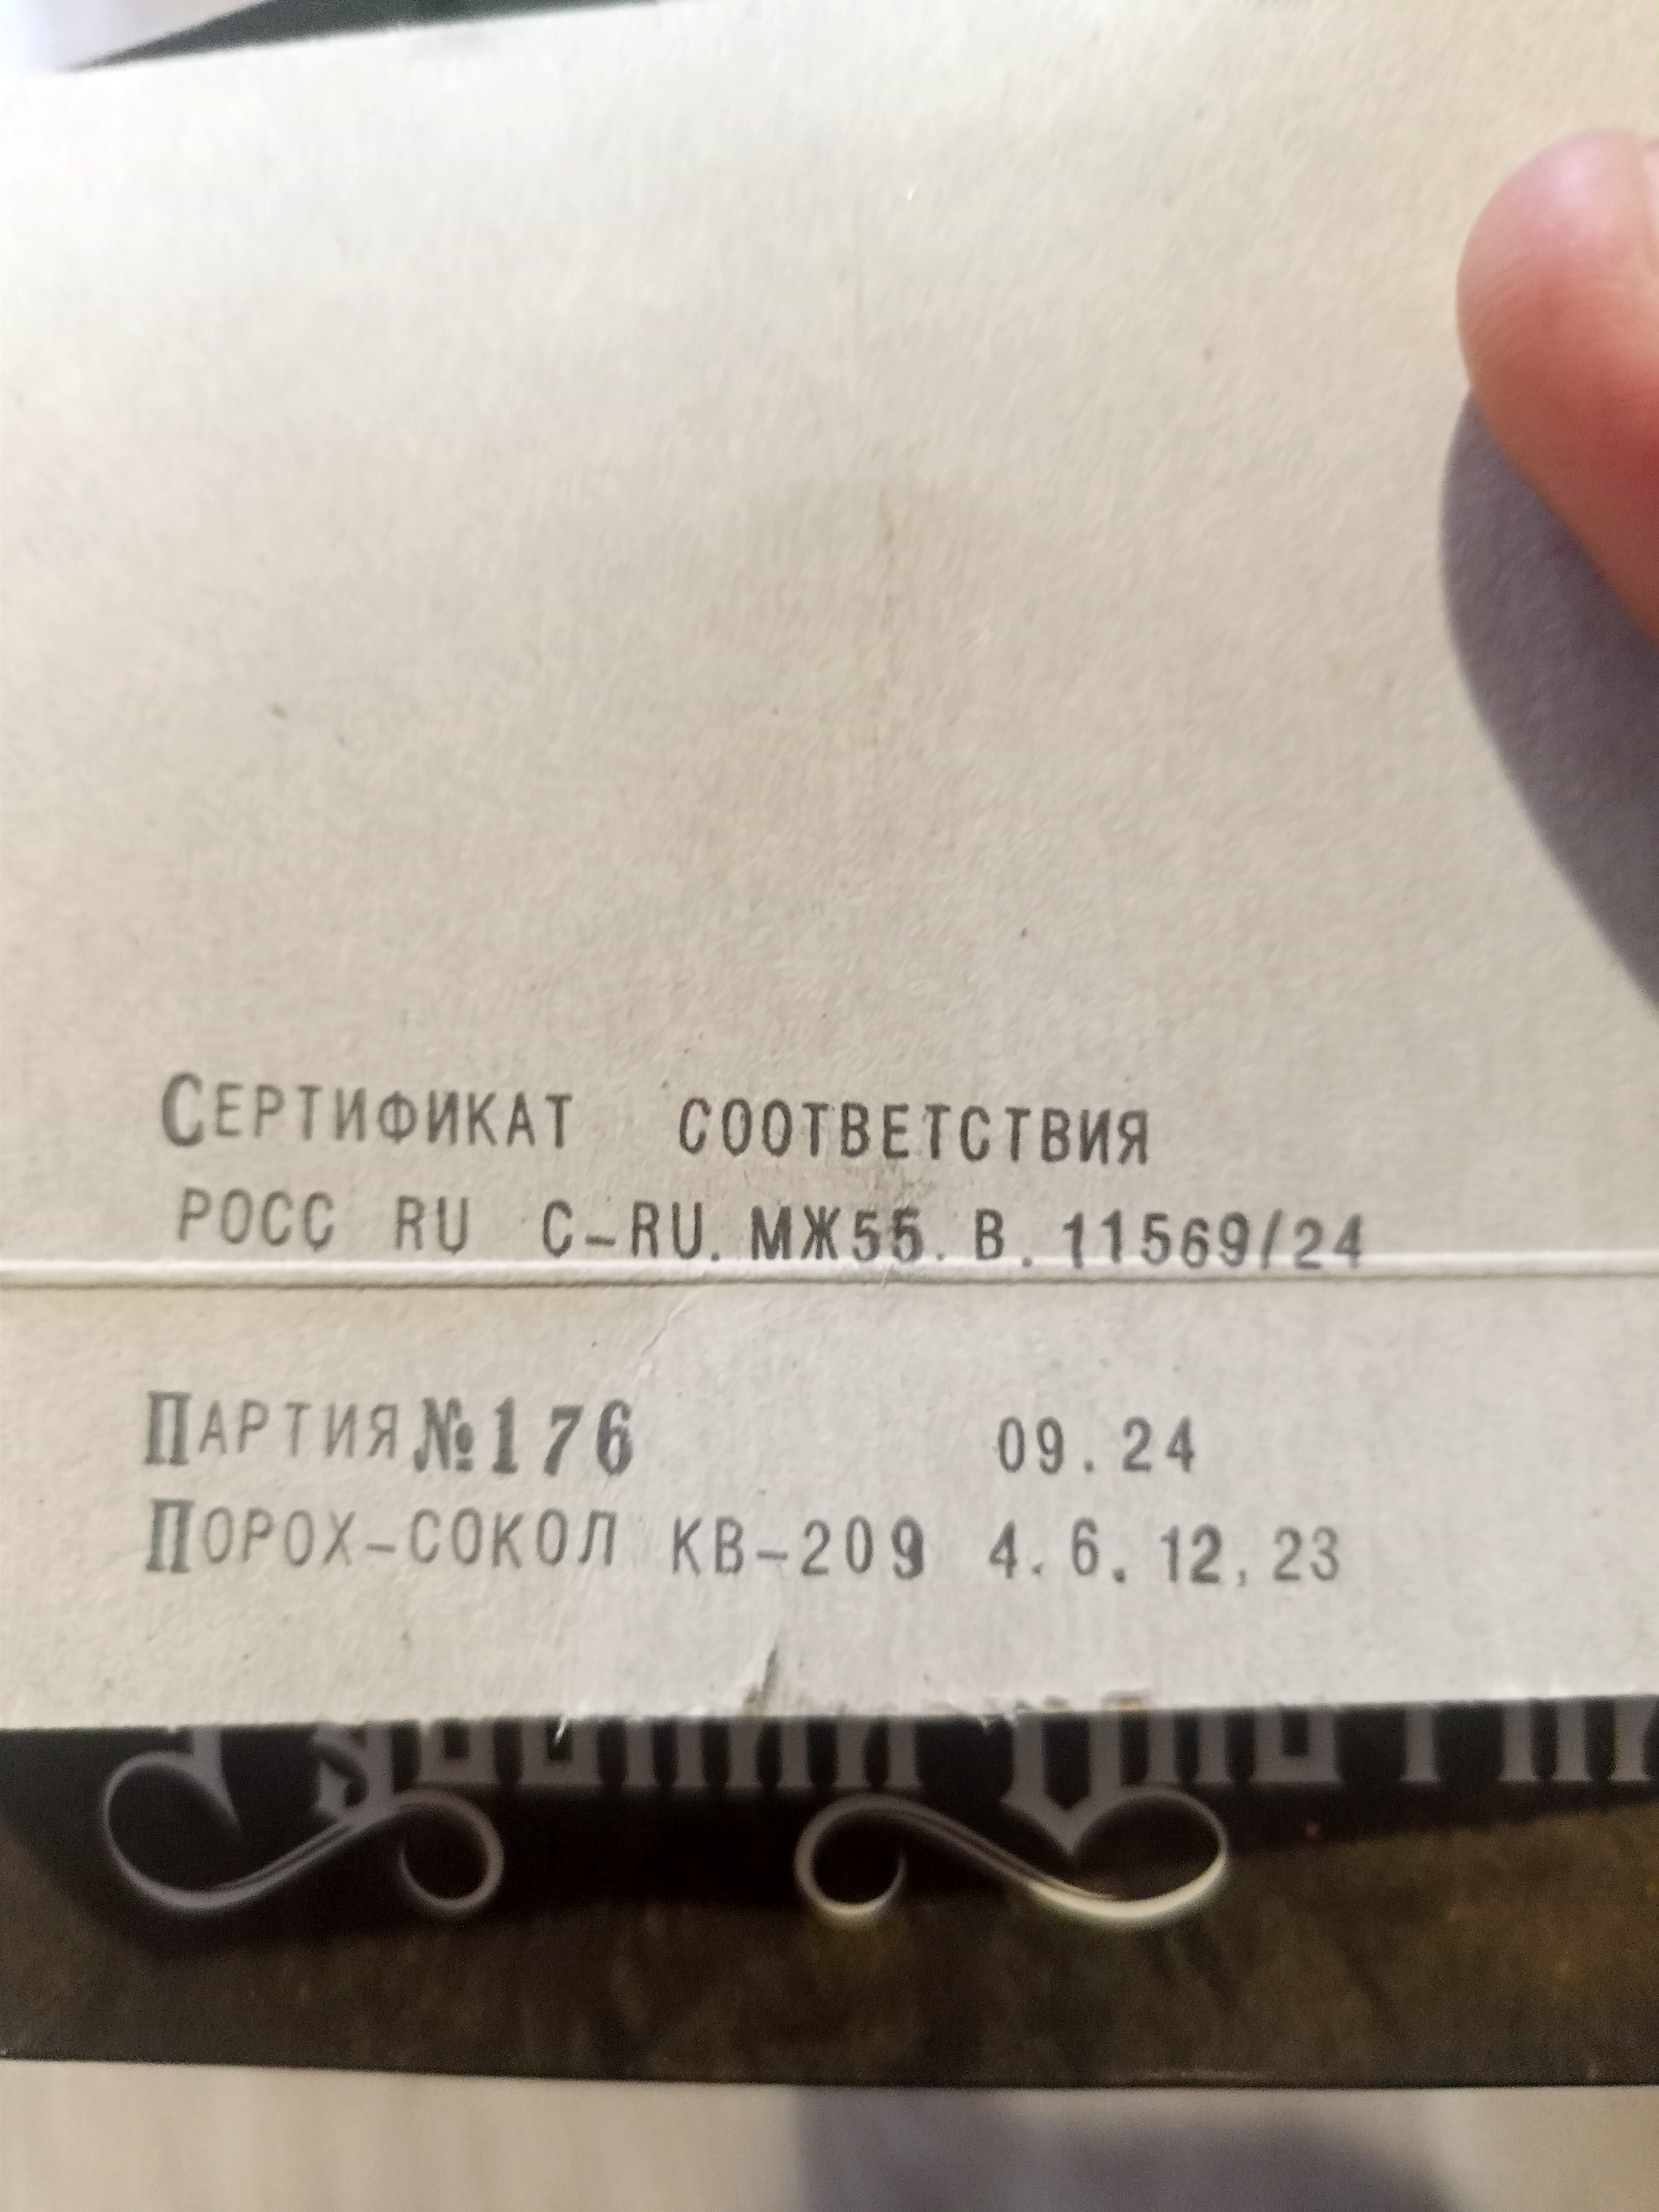 СЕРТИФИКАТ СООТВЕТСТВИЯ
РОСС RU С-RU. МЖ55. В. 11569/24
ПАРТИЯ №176 09.24
ПОРОХ-СОКОЛ КВ-209 4.6.12,23